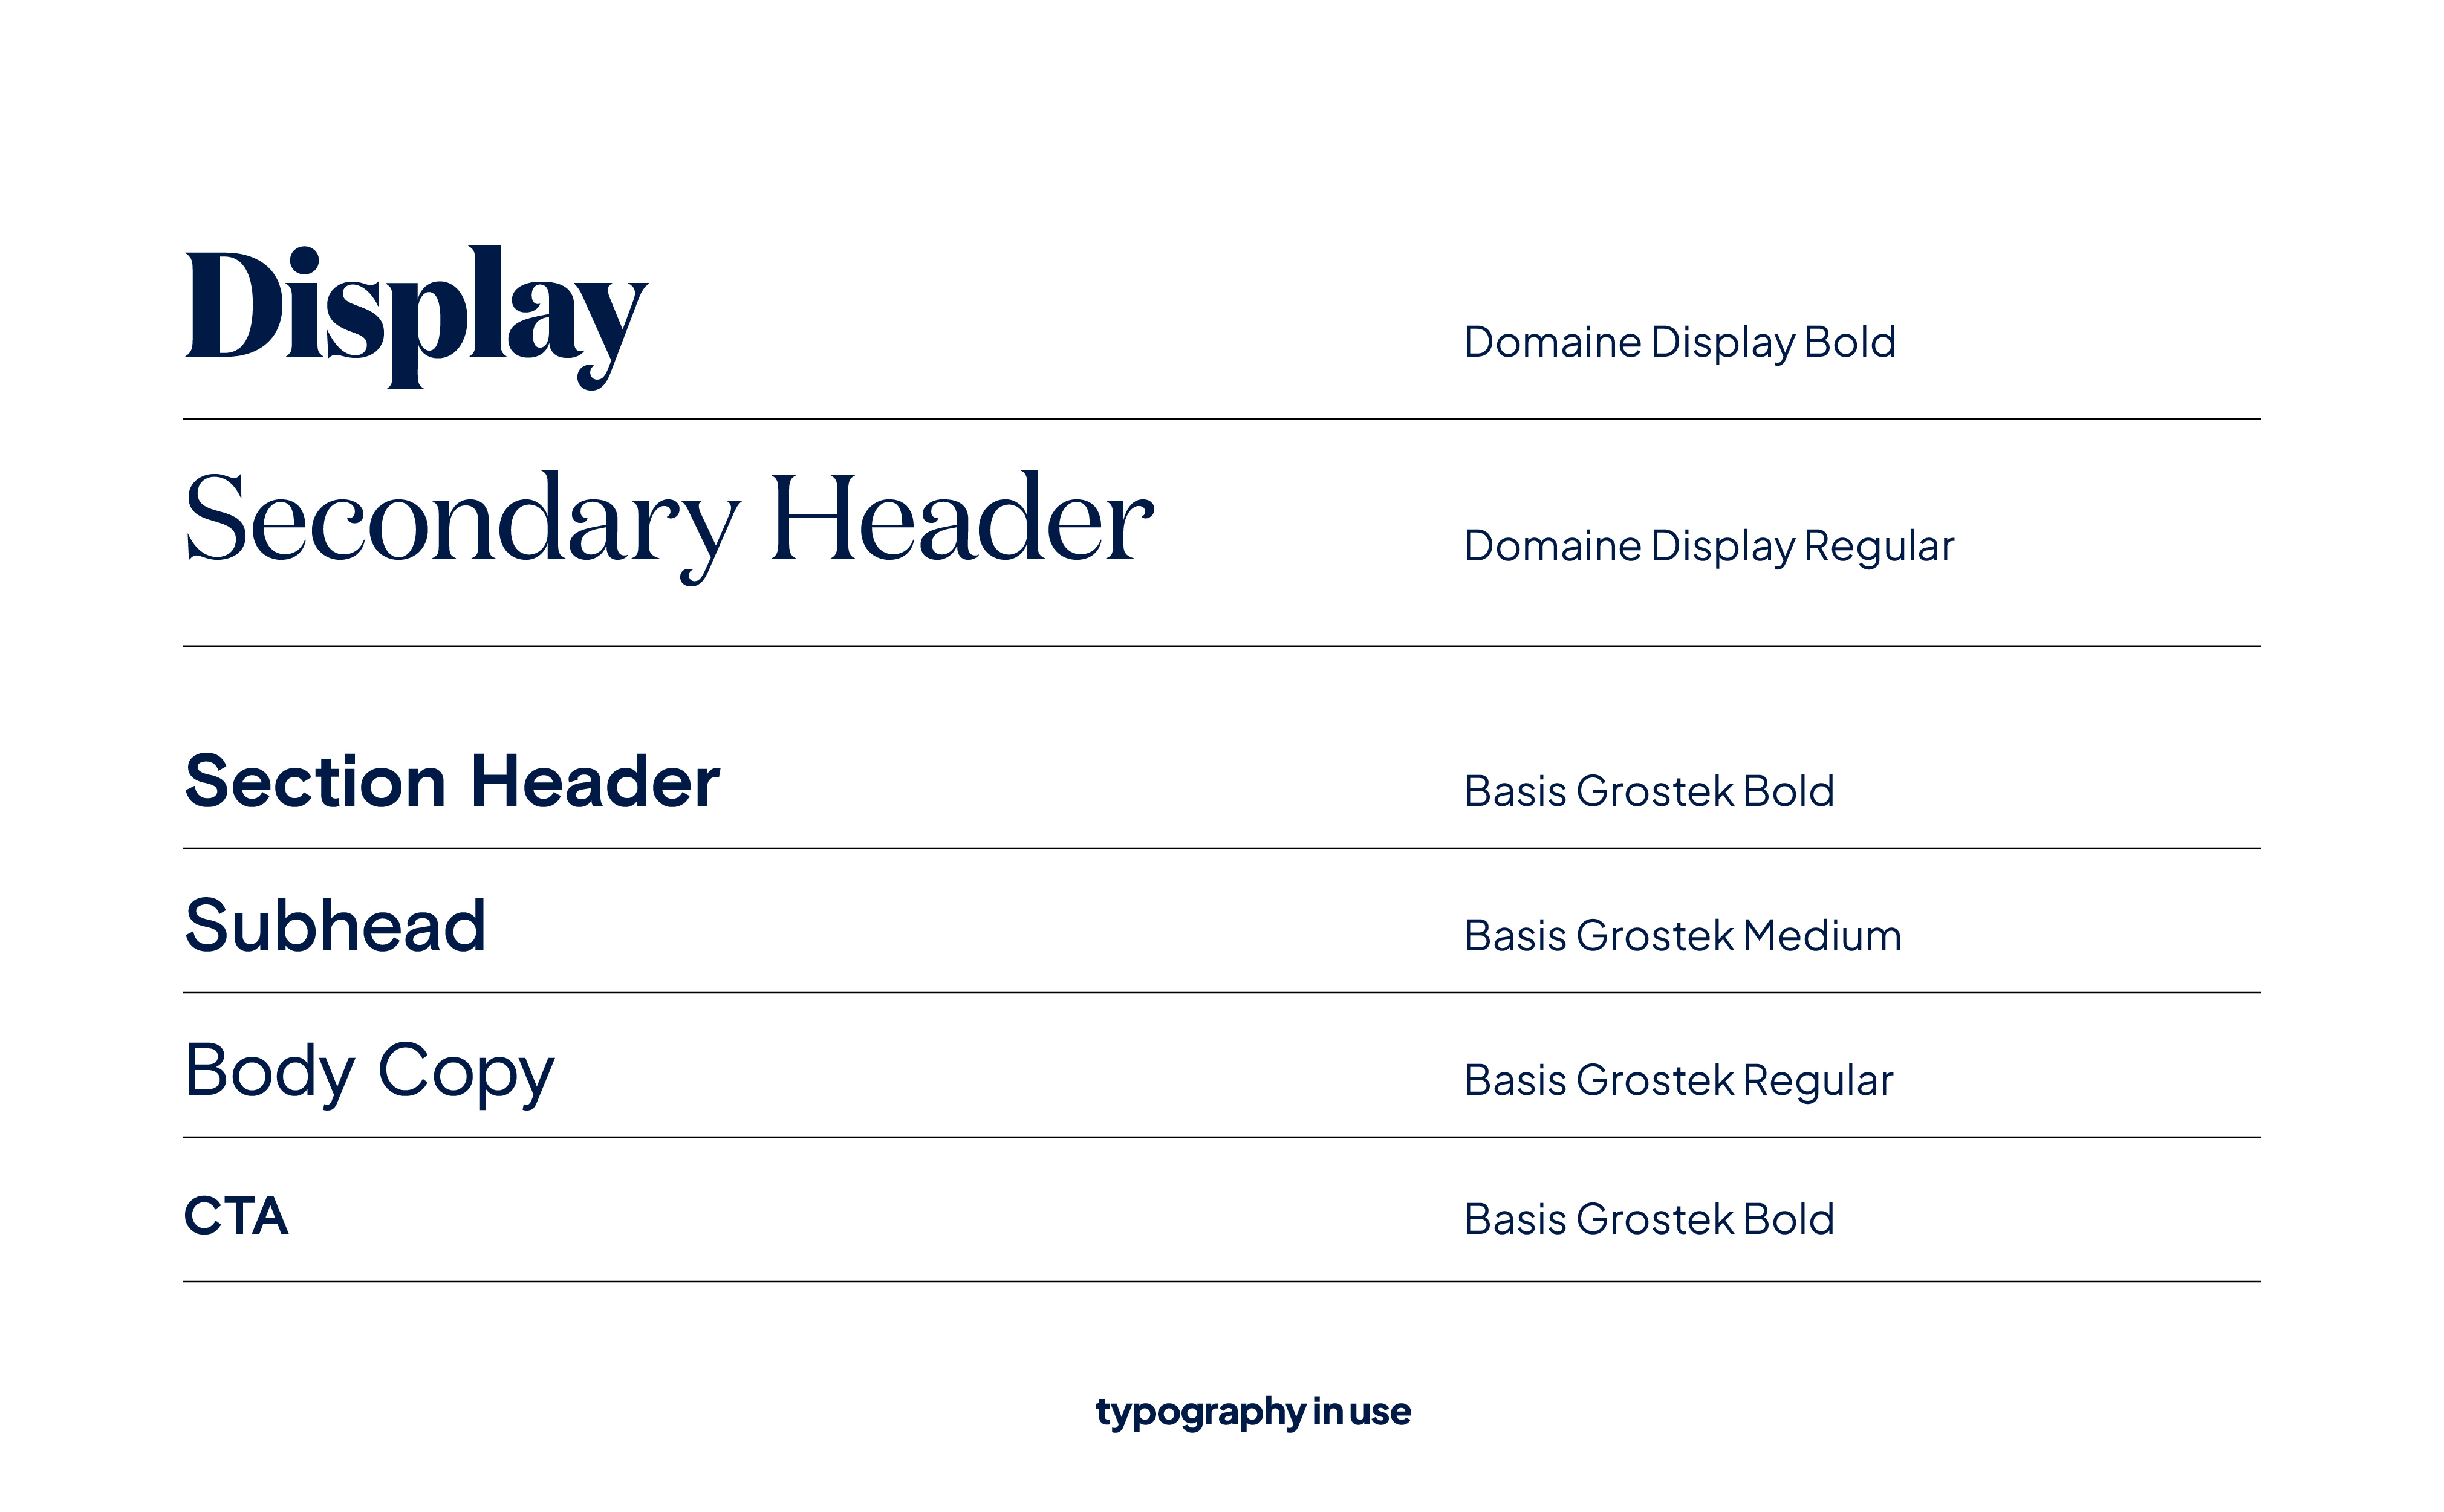 Display
Domaine Display Bold
Secondary Header
Domaine Display Regular
Section Header
Basis Grostek Bold
Subhead
Basis Grostek Medium
Body Copy
Basis Grostek Regular
CTA
Basis Grostek Bold
typography in use